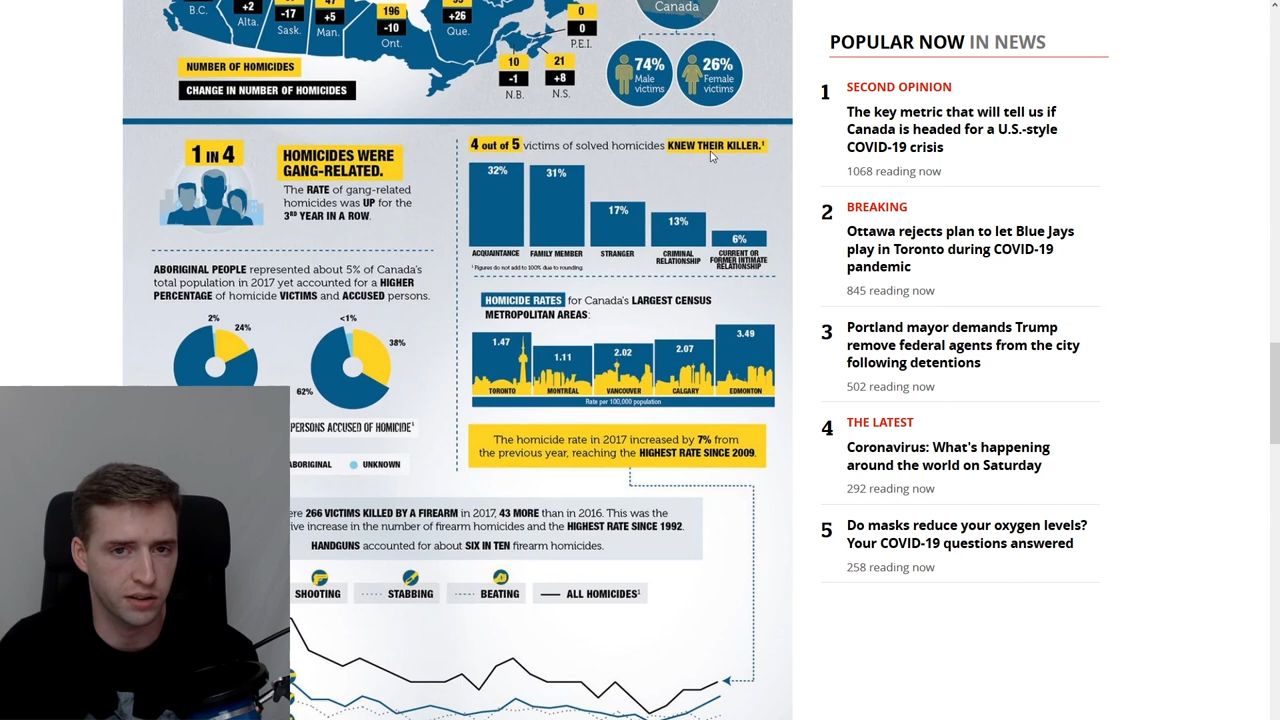 B.C.
+2
Alta.
-17
Sask.
+5
Man.
196
-10
Ont.
+26
Que.
0
0
P.E.I.
10
-1
N.B.
21
+8
N.S.
Canada
74%
Male
victims
26%
Female
victims
NUMBER OF HOMICIDES
CHANGE IN NUMBER OF HOMICIDES
1 IN 4
HOMICIDES WERE
GANG-RELATED.
The RATE of gang-related
homicides was UP for the
3RD YEAR IN A ROW.
ABORIGINAL PEOPLE represented about 5% of Canada's
total population in 2017 yet accounted for a HIGHER
PERCENTAGE of homicide VICTIMS and ACCUSED persons.
2%
24%
<1%
38%
62%
PERSONS ACCUSED OF HOMICIDE1
ABORIGINAL
UNKNOWN
4 out of 5 victims of solved homicides KNEW THEIR KILLER.1
32%
31%
17%
13%
6%
ACQUAINTANCE
FAMILY MEMBER
STRANGER
CRIMINAL
RELATIONSHIP
CURRENT OR
FORMER INTIMATE
RELATIONSHIP
1 Figures do not add to 100% due to rounding.
HOMICIDE RATES for Canada's LARGEST CENSUS
METROPOLITAN AREAS:
1.47
1.11
2.02
2.07
3.49
TORONTO
MONTRÉAL
VANCOUVER
CALGARY
EDMONTON
Rate per 100,000 population
The homicide rate in 2017 increased by 7% from
the previous year, reaching the HIGHEST RATE SINCE 2009.
266 VICTIMS KILLED BY A FIREARM in 2017, 43 MORE than in 2016. This was the
increase in the number of firearm homicides and the HIGHEST RATE SINCE 1992.
HANDGUNS accounted for about SIX IN TEN firearm homicides.
SHOOTING
STABBING
BEATING
ALL HOMICIDES1
POPULAR NOW IN NEWS
1
SECOND OPINION
The key metric that will tell us if
Canada is headed for a U.S.-style
COVID-19 crisis
1068 reading now
2
BREAKING
Ottawa rejects plan to let Blue Jays
play in Toronto during COVID-19
pandemic
845 reading now
3
Portland mayor demands Trump
remove federal agents from the city
following detentions
502 reading now
4
THE LATEST
Coronavirus: What's happening
around the world on Saturday
292 reading now
5
Do masks reduce your oxygen levels?
Your COVID-19 questions answered
258 reading now